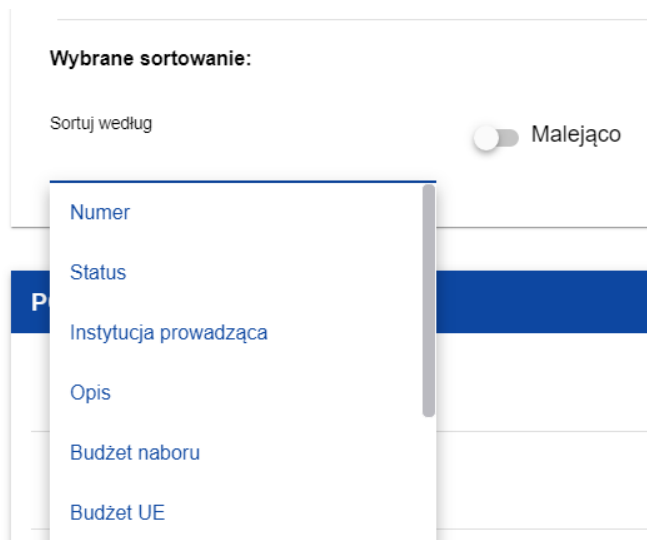 Wybrane sortowanie:
Sortuj według
Malejąco
Numer
Status
Instytucja prowadząca
Opis
Budżet naboru
Budżet UE